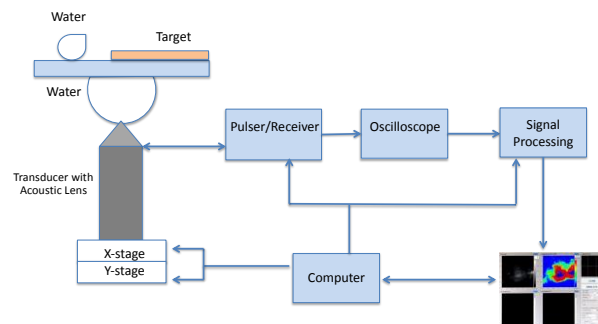 Water
Target
Water
Pulser/Receiver
Oscilloscope
Signal
Processing
Transducer with
Acoustic Lens
X-stage
Y-stage
Computer